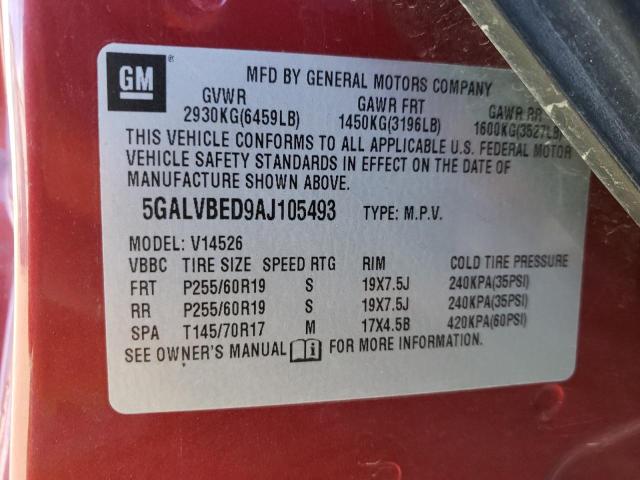 GM ®
MFD BY GENERAL MOTORS COMPANY
GVWR GAWR FRT GAWR RR
2930KG(6459LB) 1450KG(3196LB) 1600KG(3527LB)
THIS VEHICLE CONFORMS TO ALL APPLICABLE U.S. FEDERAL MOTOR
VEHICLE SAFETY STANDARDS IN EFFECT ON THE DATE OF
MANUFACTURE SHOWN ABOVE.
5GALVBED9AJ105493 TYPE: M.P.V.
MODEL: V14526
VBBC TIRE SIZE SPEED RTG RIM COLD TIRE PRESSURE
FRT P255/60R19 S 19X7.5J 240KPA(35PSI)
RR P255/60R19 S 19X7.5J 240KPA(35PSI)
SPA T145/70R17 M 17X4.5B 420KPA(60PSI)
SEE OWNER'S MANUAL i FOR MORE INFORMATION.